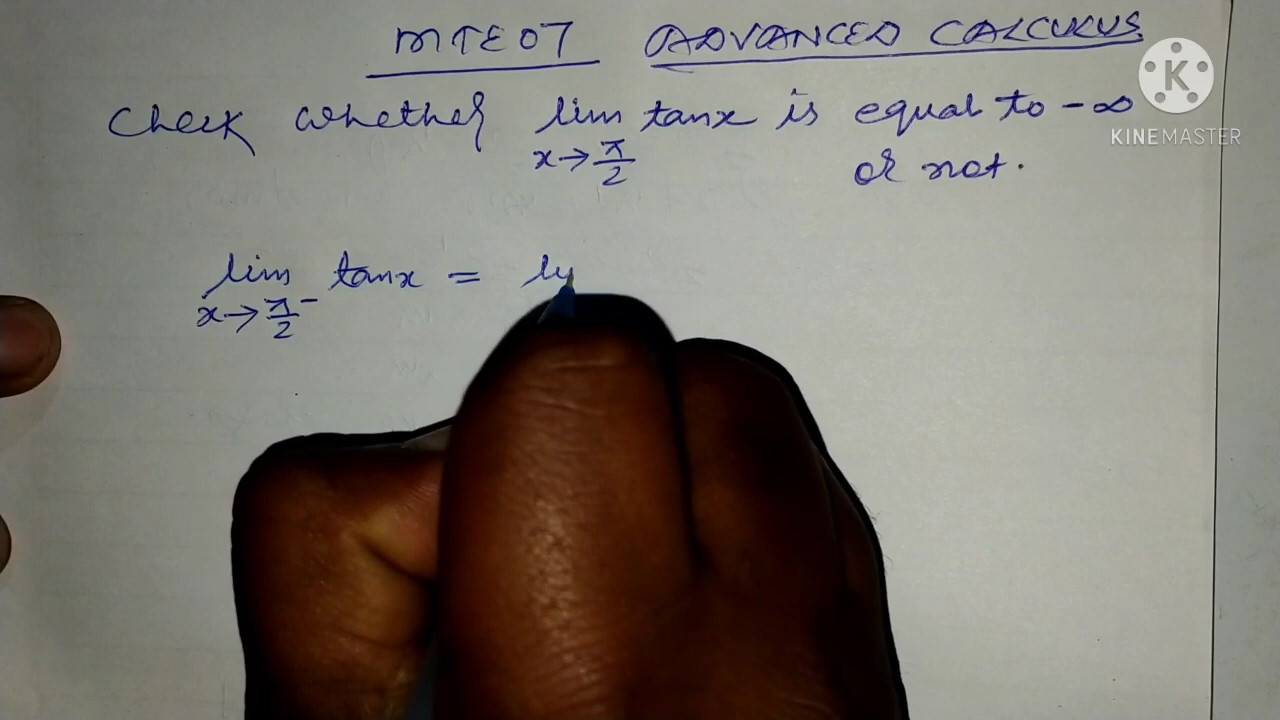 MTE07 ADVANCED CALCULUS
Check whether lim tanx is equal to -∞
x→π/2 or not.
lim tanx =
x→π/2⁻
K
KINEMASTER